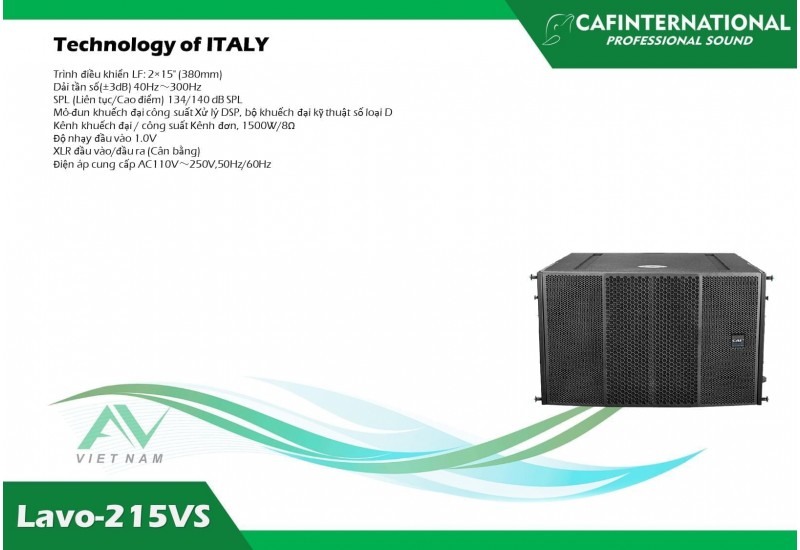 CAFINTERNATIONAL
PROFESSIONAL SOUND
Technology of ITALY
Trình điều khiển LF: 2×15" (380mm)
Dải tần số(±3dB) 40Hz～300Hz
SPL (Liên tục/Cao điểm) 134/140 dB SPL
Mô-đun khuếch đại công suất Xử lý DSP, bộ khuếch đại kỹ thuật số loại D
Kênh khuếch đại / công suất Kênh đơn, 1500W/8Ω
Độ nhạy đầu vào 1.0V
XLR đầu vào/đầu ra (Cân bằng)
Điện áp cung cấp AC110V～250V,50Hz/60Hz
CAF
AV
VIET NAM
Lavo-215VS